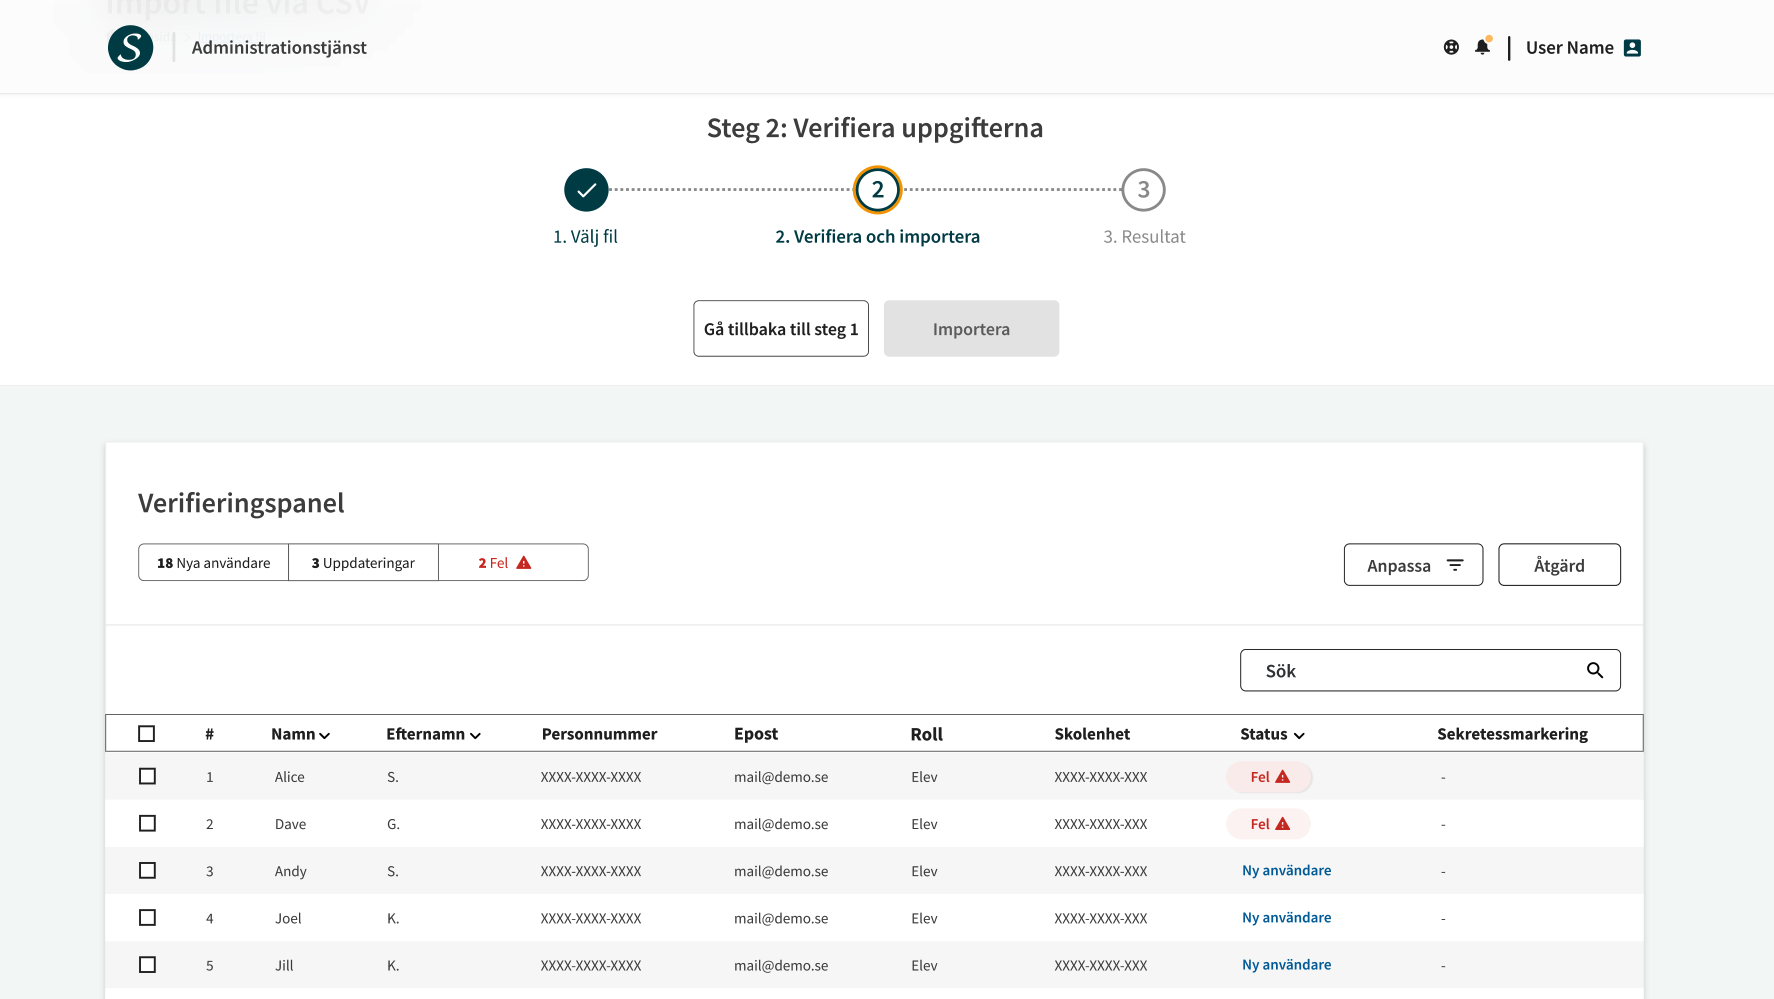 Import file via CSV
S
Administrationstjänst
User Name
Steg 2: Verifiera uppgifterna
2
3
1. Välj fil
2. Verifiera och importera
3. Resultat
Gå tillbaka till steg 1
Importera
Verifieringspanel
18 Nya användare
3 Uppdateringar
2 Fel
Anpassa
Åtgärd
Sök
# Namn Efternamn Personnummer Epost Roll Skolenhet Status Sekretessmarkering
1 Alice S. XXXX-XXXX-XXXX mail@demo.se Elev XXXX-XXXX-XXX Fel -
2 Dave G. XXXX-XXXX-XXXX mail@demo.se Elev XXXX-XXXX-XXX Fel -
3 Andy S. XXXX-XXXX-XXXX mail@demo.se Elev XXXX-XXXX-XXX Ny användare -
4 Joel K. XXXX-XXXX-XXXX mail@demo.se Elev XXXX-XXXX-XXX Ny användare -
5 Jill K. XXXX-XXXX-XXXX mail@demo.se Elev XXXX-XXXX-XXX Ny användare -